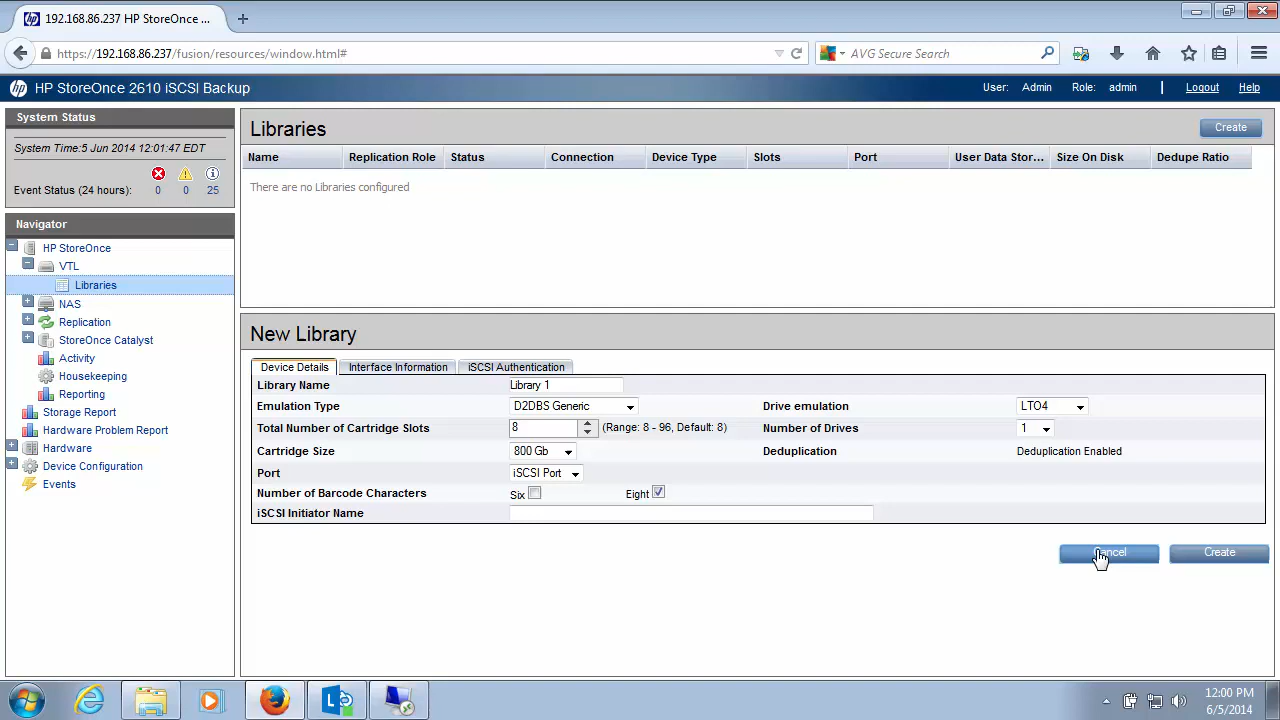 192.168.86.237 HP StoreOnce ...
https://192.168.86.237/fusion/resources/window.html#
AVG Secure Search
hp HP StoreOnce 2610 iSCSI Backup
User: Admin Role: admin | Logout Help
System Status
System Time:5 Jun 2014 12:01:47 EDT
Event Status (24 hours): 0 0 25
Navigator
HP StoreOnce
VTL
Libraries
NAS
Replication
StoreOnce Catalyst
Activity
Housekeeping
Reporting
Storage Report
Hardware Problem Report
Hardware
Device Configuration
Events
Libraries
Create
Name Replication Role Status Connection Device Type Slots Port User Data Stor... Size On Disk Dedupe Ratio
There are no Libraries configured
New Library
Device Details Interface Information iSCSI Authentication
Library Name Library 1
Emulation Type D2DBS Generic Drive emulation LTO4
Total Number of Cartridge Slots 8 (Range: 8 - 96, Default: 8) Number of Drives 1
Cartridge Size 800 Gb Deduplication Deduplication Enabled
Port iSCSI Port
Number of Barcode Characters Six Eight
iSCSI Initiator Name
Cancel Create
12:00 PM
6/5/2014